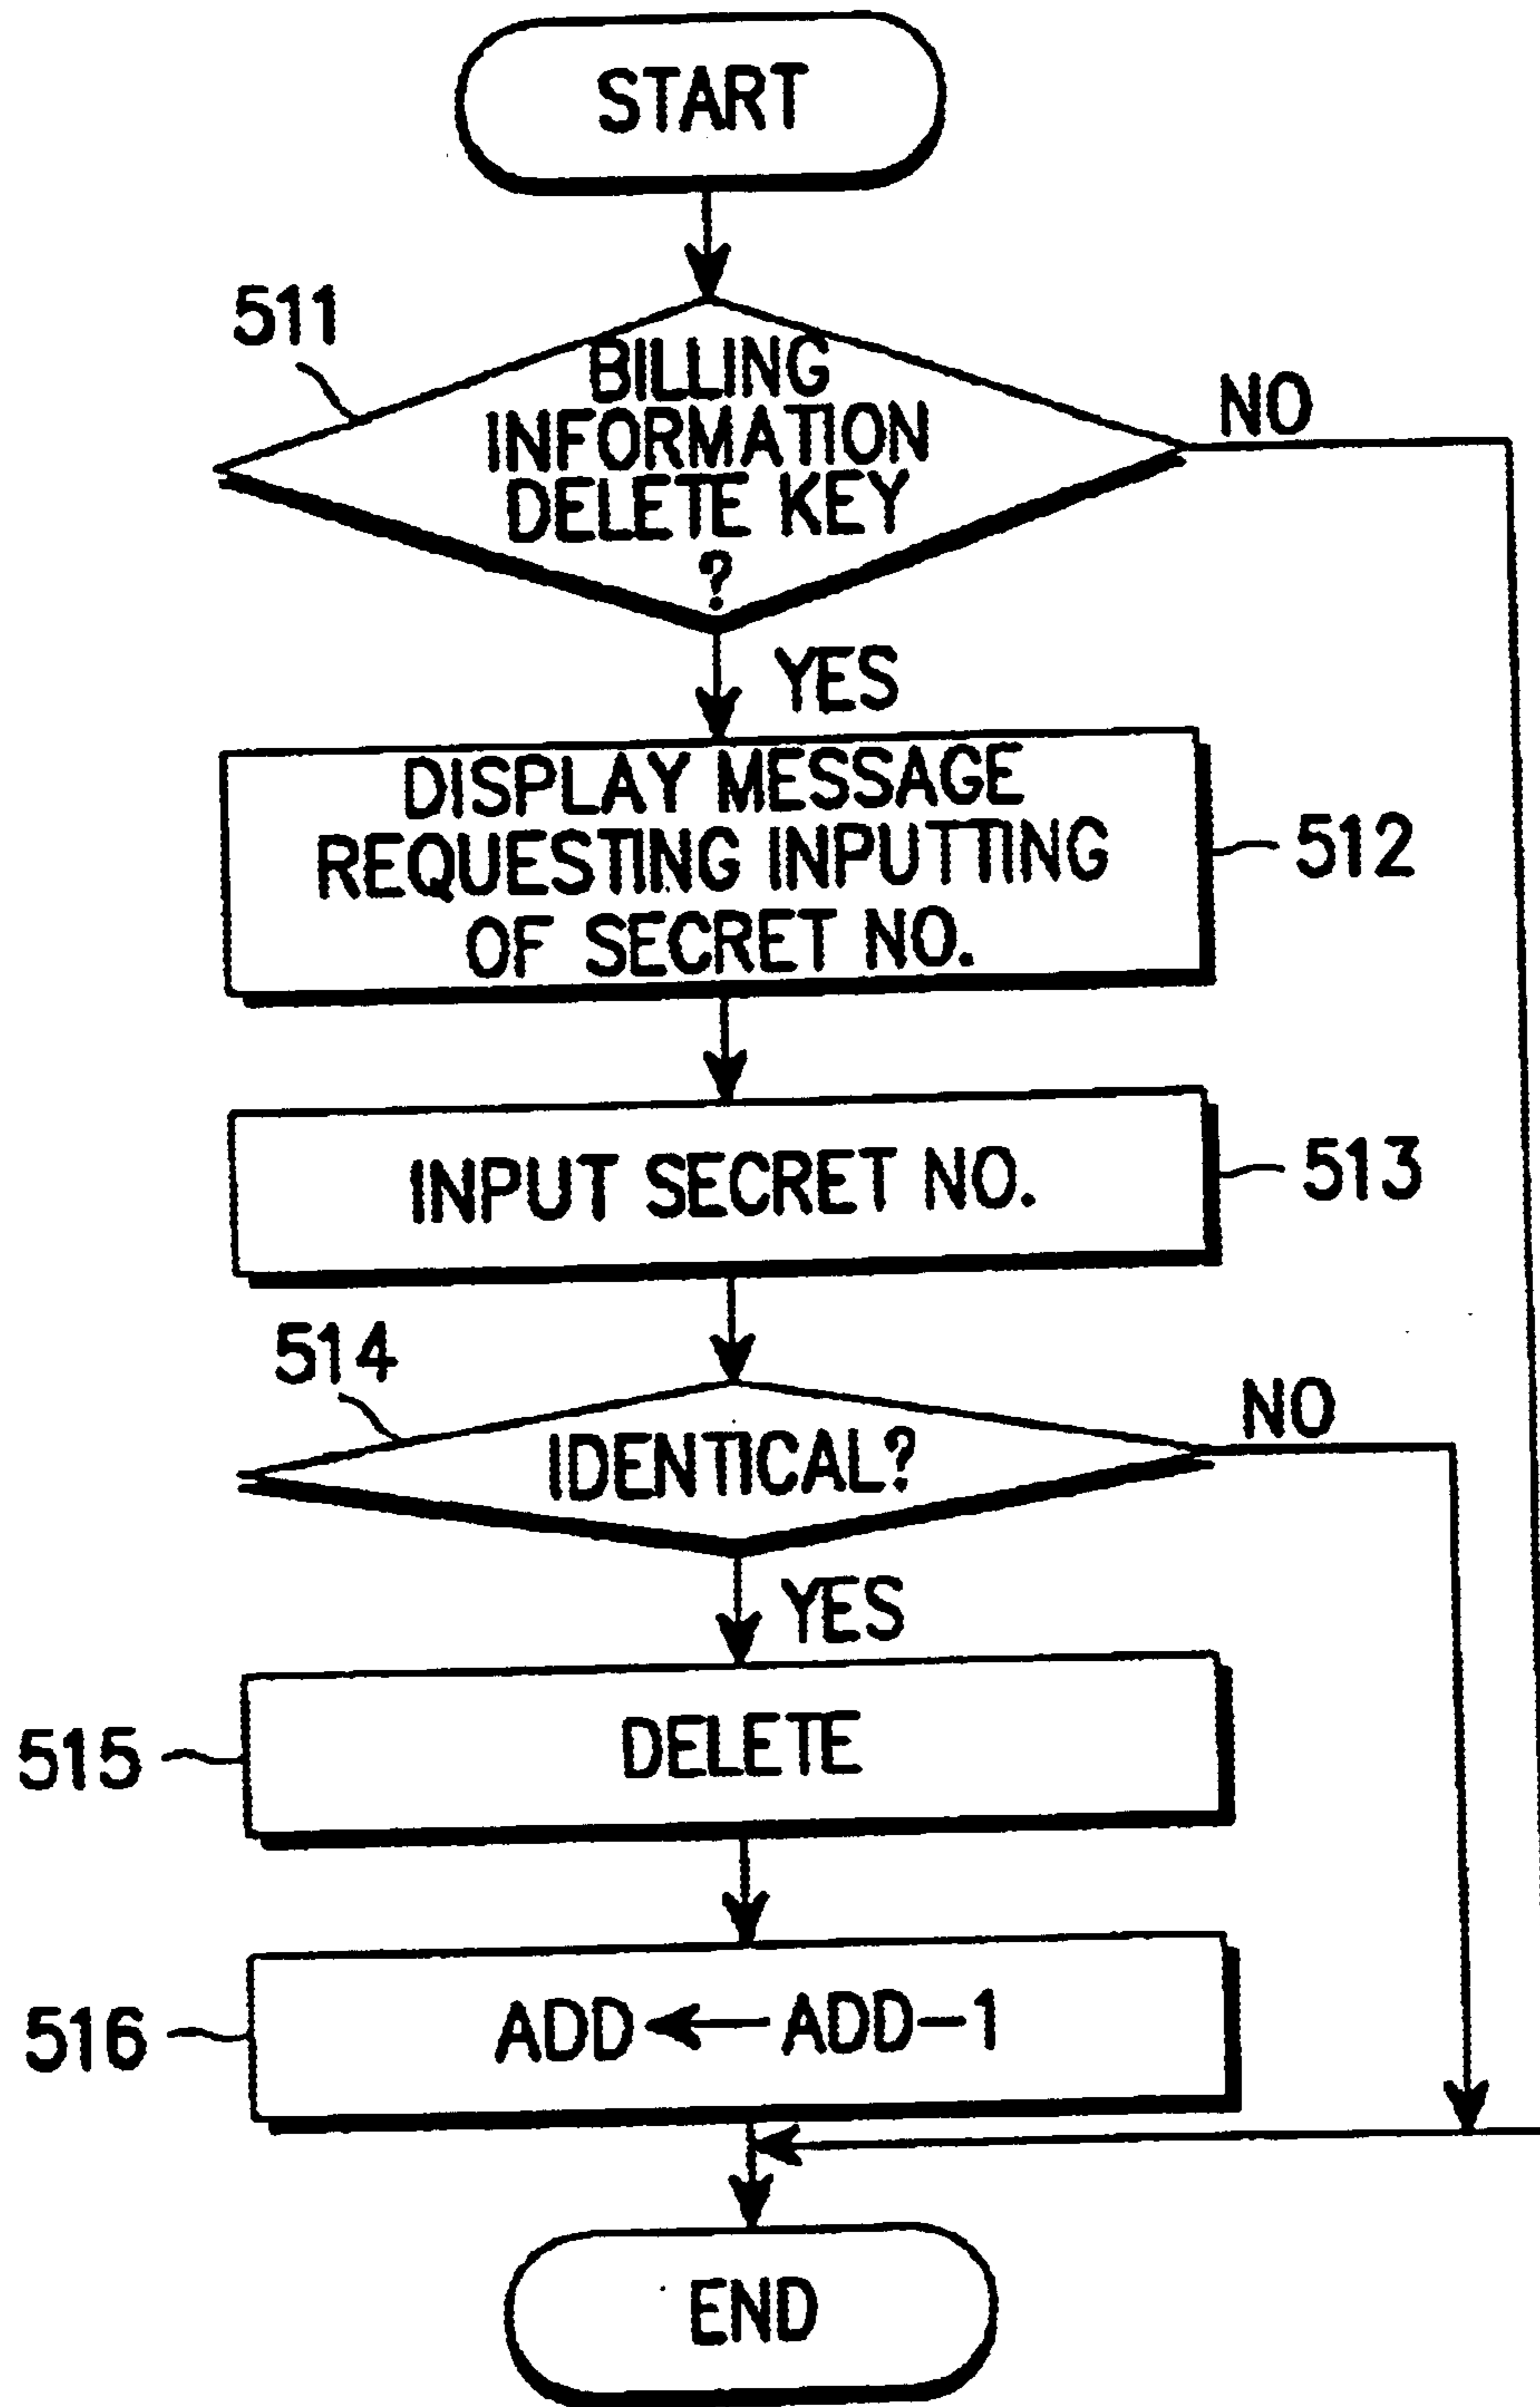 START
511
BILLING
INFORMATION
DELETE KEY
?
NO
YES
DISPLAY MESSAGE
REQUESTING INPUTTING
OF SECRET NO.
512
INPUT SECRET NO.
513
514
IDENTICAL?
NO
YES
515
DELETE
516
ADD ← ADD-1
END